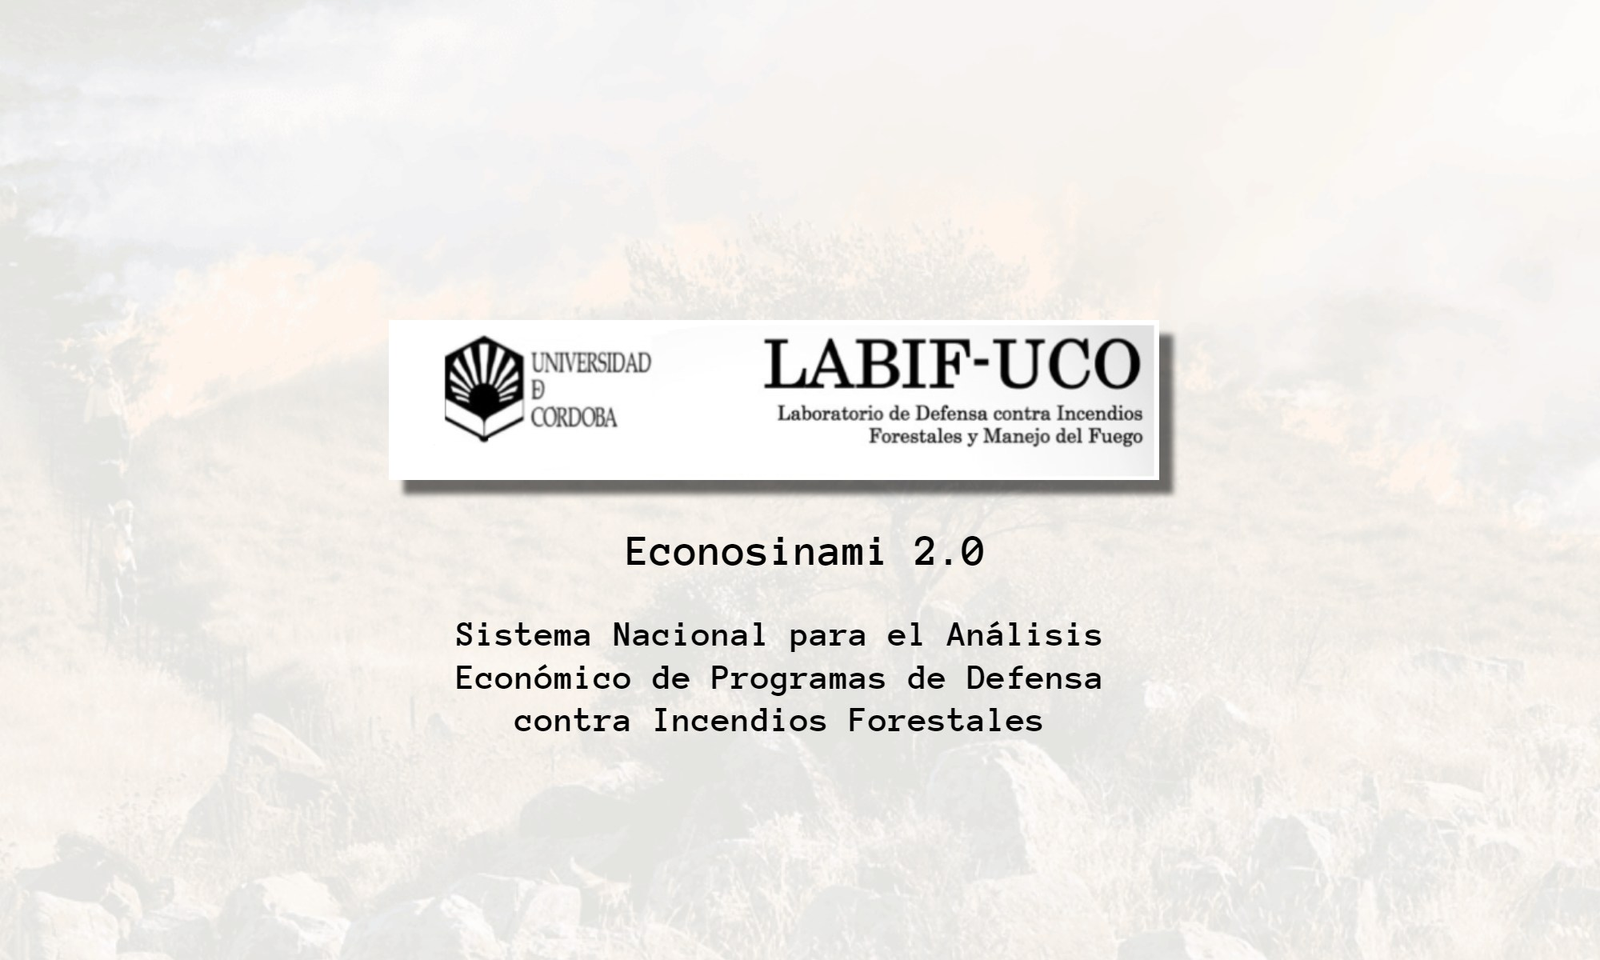 UNIVERSIDAD
Đ
CORDOBA
LABIF-UCO
Laboratorio de Defensa contra Incendios
Forestales y Manejo del Fuego
Econosinami 2.0
Sistema Nacional para el Análisis
Económico de Programas de Defensa
contra Incendios Forestales